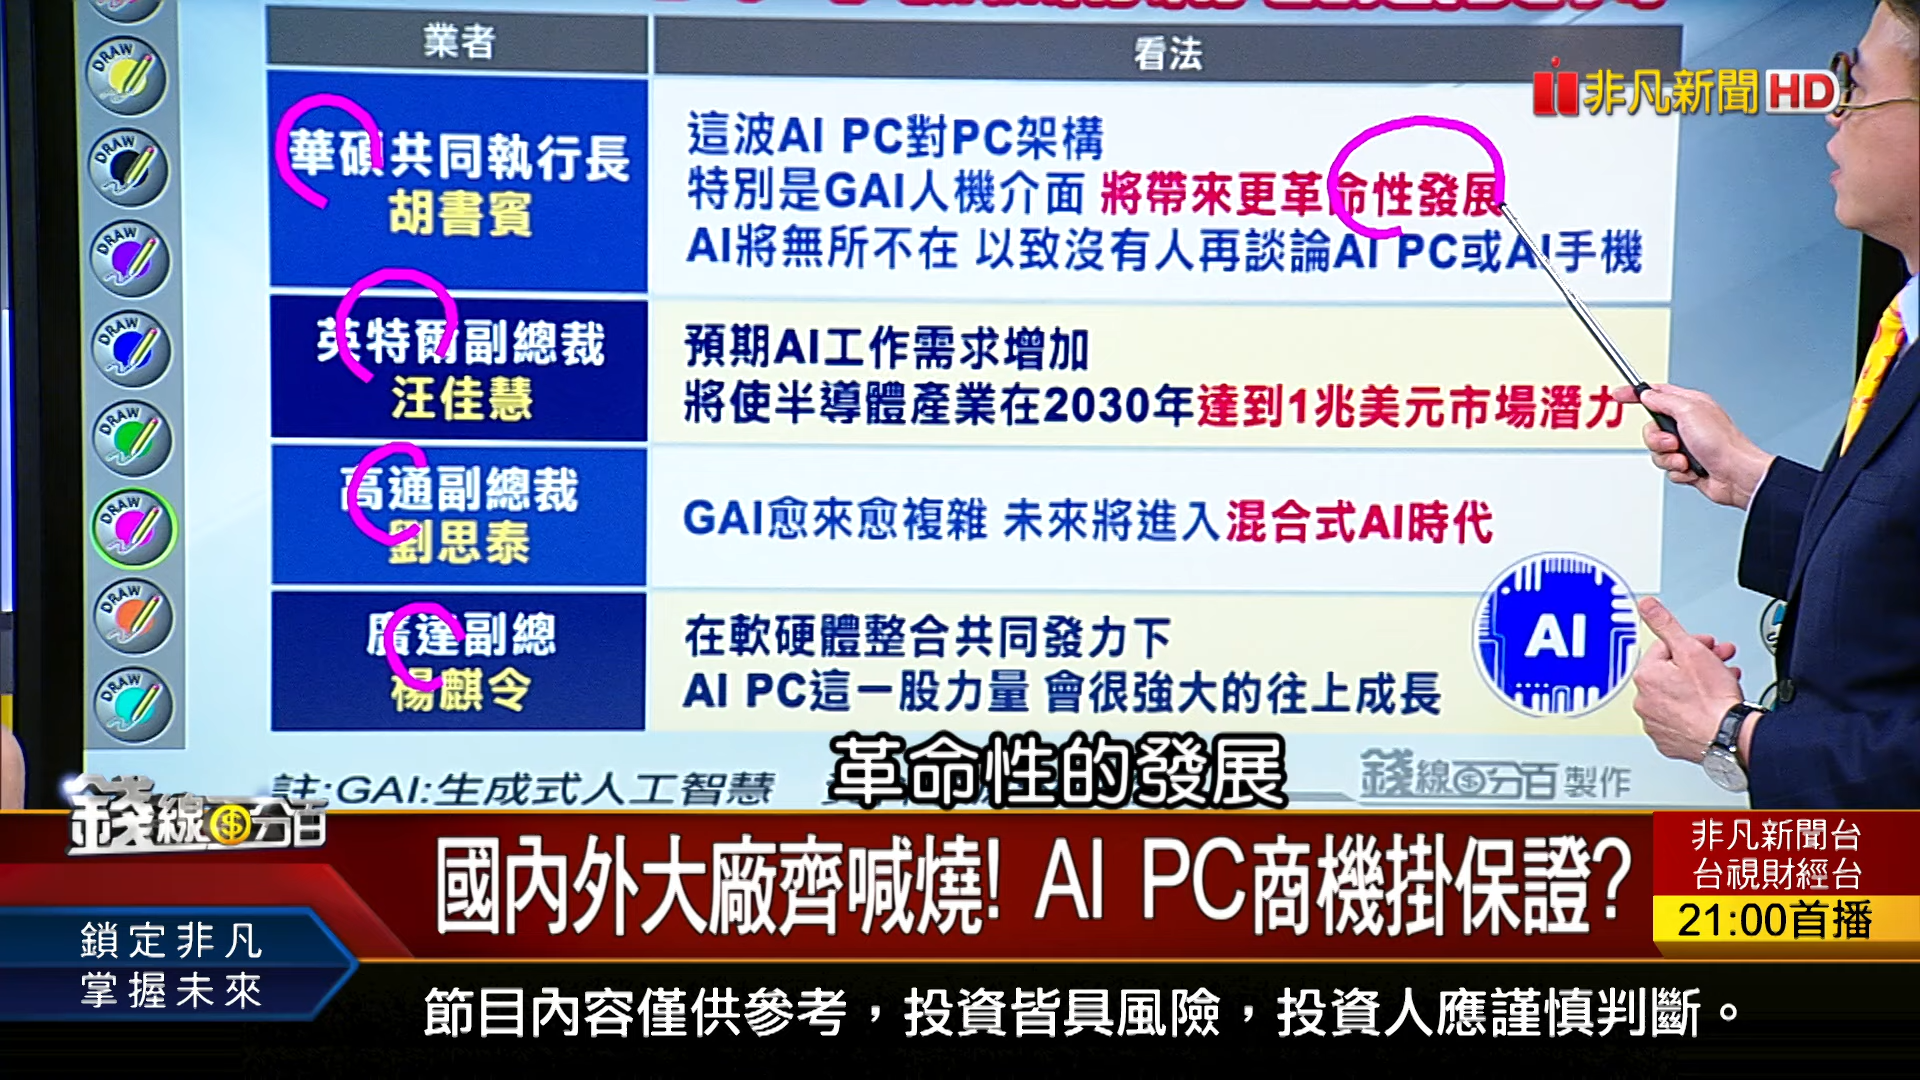 業者
看法
非凡新聞HD
DRAW
DRAW
DRAW
DRAW
DRAW
DRAW
DRAW
DRAW
華碩共同執行長
胡書賓
這波AI PC對PC架構
特別是GAI人機介面 將帶來更革命性發展
AI將無所不在 以致沒有人再談論AI PC或AI手機
英特爾副總裁
汪佳慧
預期AI工作需求增加
將使半導體產業在2030年達到1兆美元市場潛力
高通副總裁
劉思泰
GAI愈來愈複雜 未來將進入混合式AI時代
廣達副總
楊麒令
在軟硬體整合共同發力下
AI PC這一股力量 會很強大的往上成長
AI
註:GAI:生成式人工智慧
錢線百分百製作
革命性的發展
錢線百分百
國內外大廠齊喊燒! AI PC商機掛保證?
非凡新聞台
台視財經台
21:00首播
鎖定非凡
掌握未來
節目內容僅供參考，投資皆具風險，投資人應謹慎判斷。